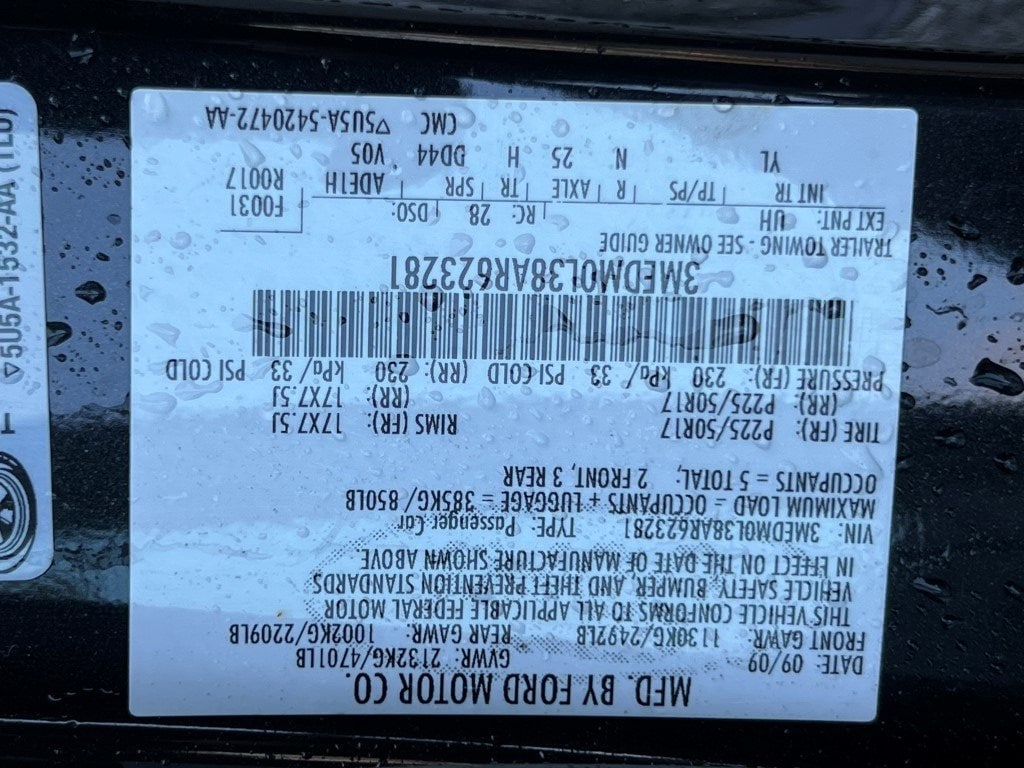 MFD. BY FORD MOTOR CO.
DATE: 09/09 GVWR: 2132KG/4701LB
FRONT GAWR: 1130KG/2492LB REAR GAWR: 1002KG/2209LB
THIS VEHICLE CONFORMS TO ALL APPLICABLE FEDERAL MOTOR
VEHICLE SAFETY, BUMPER, AND THEFT PREVENTION STANDARDS
IN EFFECT ON THE DATE OF MANUFACTURE SHOWN ABOVE
VIN: 3MEDM0L38AR623281 TYPE: Passenger Car
MAXIMUM LOAD = OCCUPANTS + LUGGAGE = 385KG/850LB
OCCUPANTS = 5 TOTAL, 2 FRONT, 3 REAR
TIRE (FR): P225/50R17 RIMS (FR): 17X7.5J
(RR): P225/50R17 (RR): 17X7.5J
PRESSURE (FR): 230 kPa/ 33 PSI COLD (RR): 230 kPa/ 33 PSI COLD
3MEDM0L38AR623281
TRAILER TOWING - SEE OWNER GUIDE
EXT PNT: UH RC: 28 DSO: F0031
INT TR TP/PS R AXLE TR SPR ADE1H R0017
YL N 25 H DD44 V05
CMC ▽5U5A-5420472-AA
▽5U5A-1532-AA (TEU)